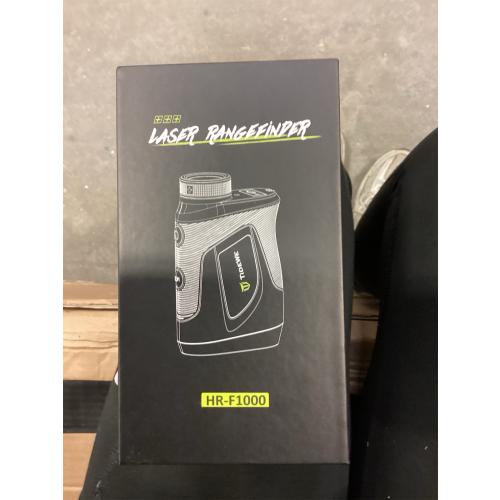 LASER RANGEFINDER
TIDEWE
HR-F1000